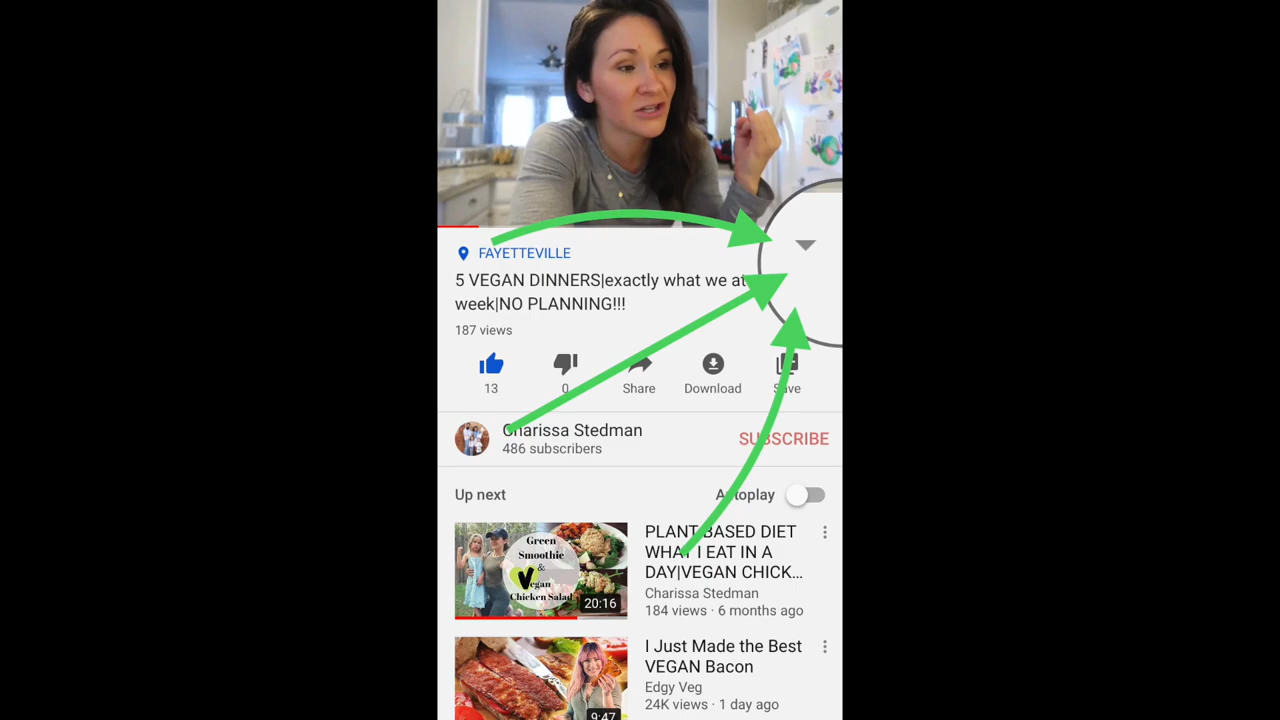 FAYETTEVILLE
5 VEGAN DINNERS|exactly what we at
week|NO PLANNING!!!
187 views
13
0
Share
Download
Save
Charissa Stedman
486 subscribers
SUBSCRIBE
Up next
Autoplay
Green
Smoothie
&
Vegan
Chicken Salad
20:16
PLANT BASED DIET
WHAT I EAT IN A
DAY|VEGAN CHICK...
Charissa Stedman
184 views · 6 months ago
I Just Made the Best
VEGAN Bacon
Edgy Veg
24K views · 1 day ago
9:47